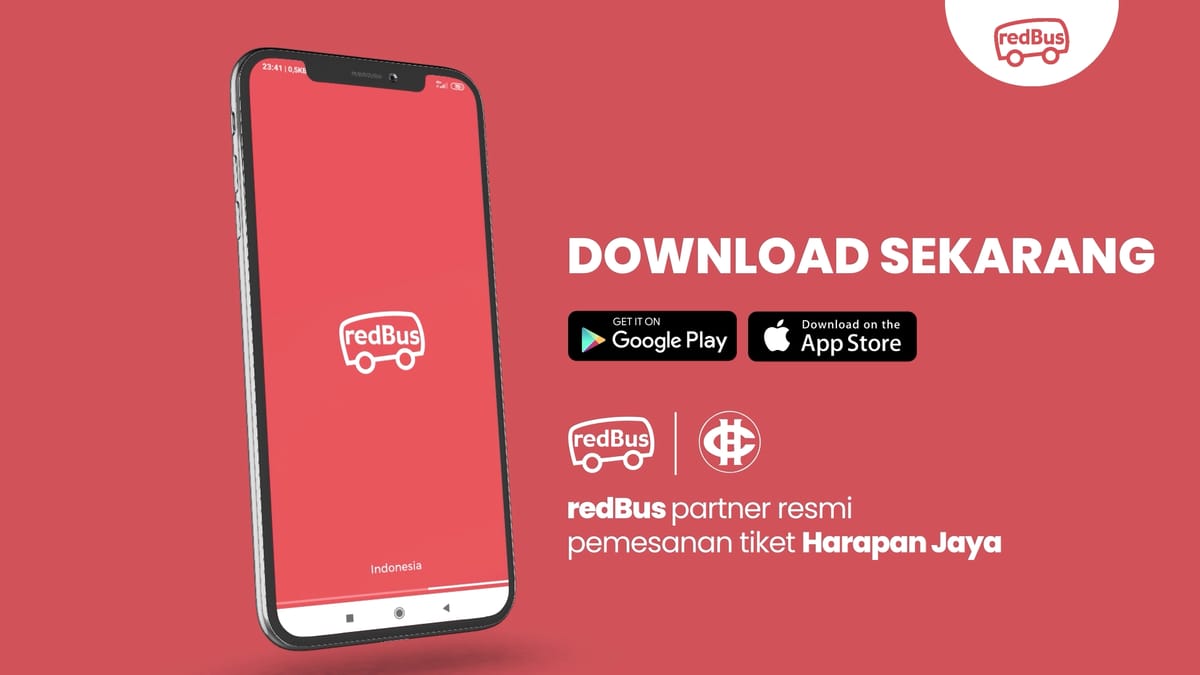 redBus
23:41 | 0,5KB
redBus
Indonesia
DOWNLOAD SEKARANG
GET IT ON
Google Play
Download on the
App Store
redBus
redBus partner resmi
pemesanan tiket Harapan Jaya